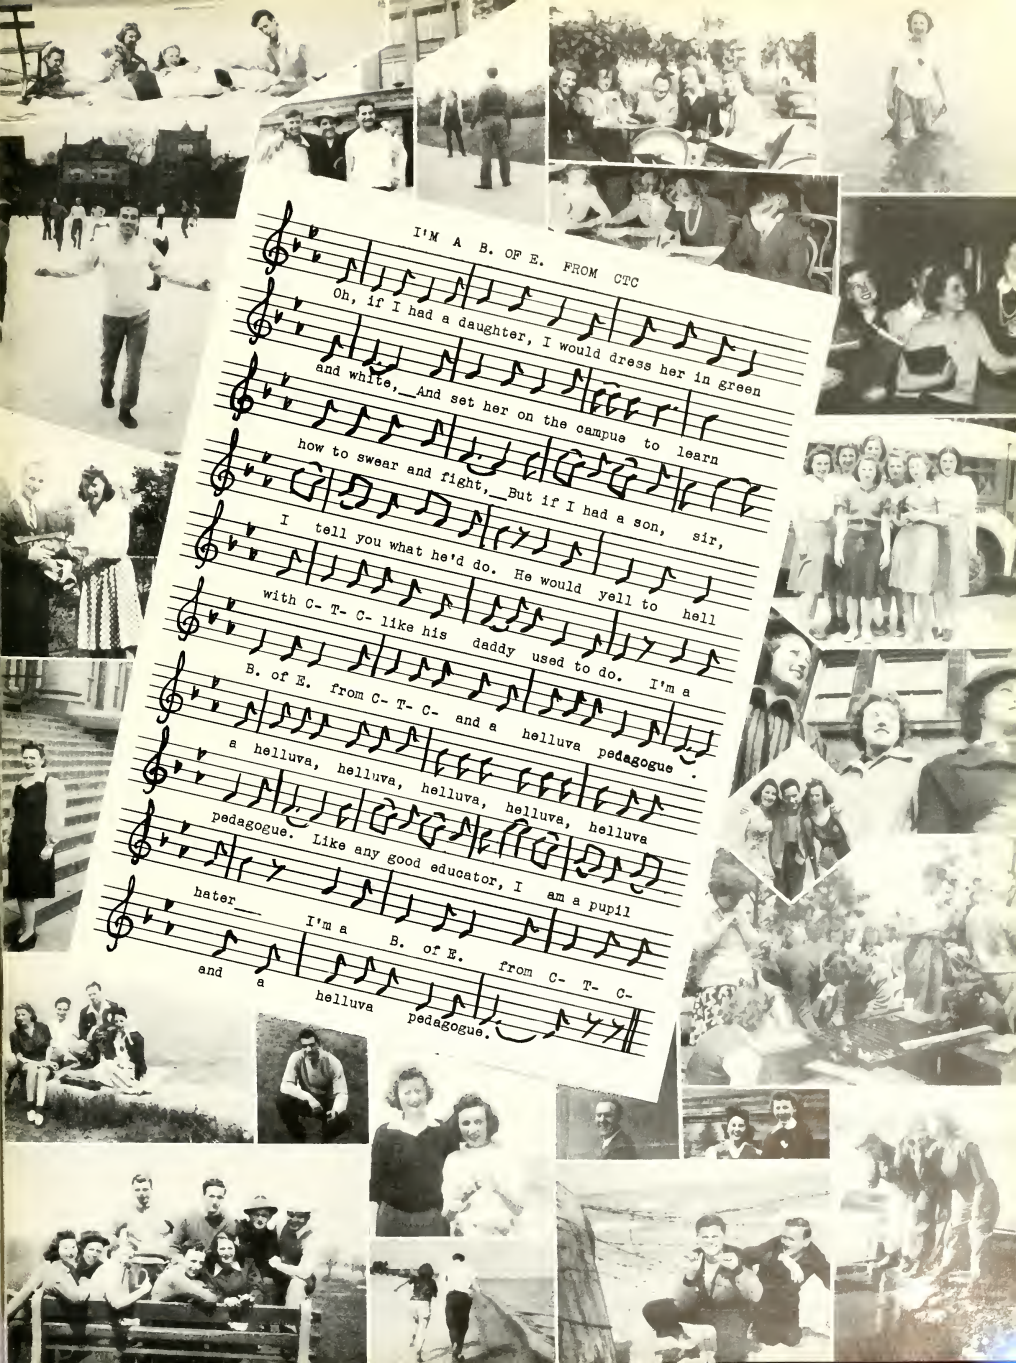 I'M A B. OF E. FROM CTC
Oh, if I had a daughter, I would dress her in green
and white,__And set her on the campus to learn
how to swear and fight,__But if I had a son, sir,
I tell you what he'd do. He would yell to hell
with C- T- C- like his daddy used to do. I'm a
B. of E. from C- T- C- and a helluva pedagogue .
a helluva, helluva, helluva, helluva, helluva
pedagogue. Like any good educator, I am a pupil
hater__ I'm a B. of E. from C- T- C-
and a helluva pedagogue.